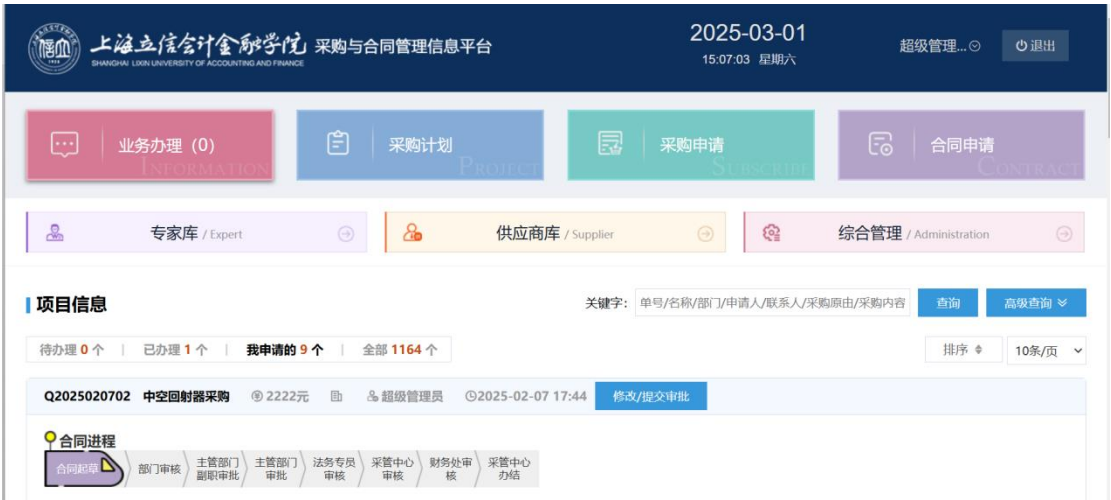 上海立信会计金融学院 采购与合同管理信息平台
SHANGHAI LIXIN UNIVERSITY OF ACCOUNTING AND FINANCE
2025-03-01
15:07:03 星期六
超级管理... 退出
业务办理（0） 采购计划 采购申请 合同申请
INFORMATION PROJECT SUBSCRIBE CONTRACT
专家库 / Expert 供应商库 / Supplier 综合管理 / Administration
项目信息 关键字： 单号/名称/部门/申请人/联系人/采购原由/采购内容 查询 高级查询
待办理 0 个 | 已办理 1 个 | 我申请的 9 个 | 全部 1164 个 排序 10条/页
Q2025020702 中空回射器采购 2222元 超级管理员 2025-02-07 17:44 修改/提交审批
合同进程
合同起草 部门审核 主管部门副职审批 主管部门审批 法务专员审核 采管中心审核 财务处审核 采管中心办结